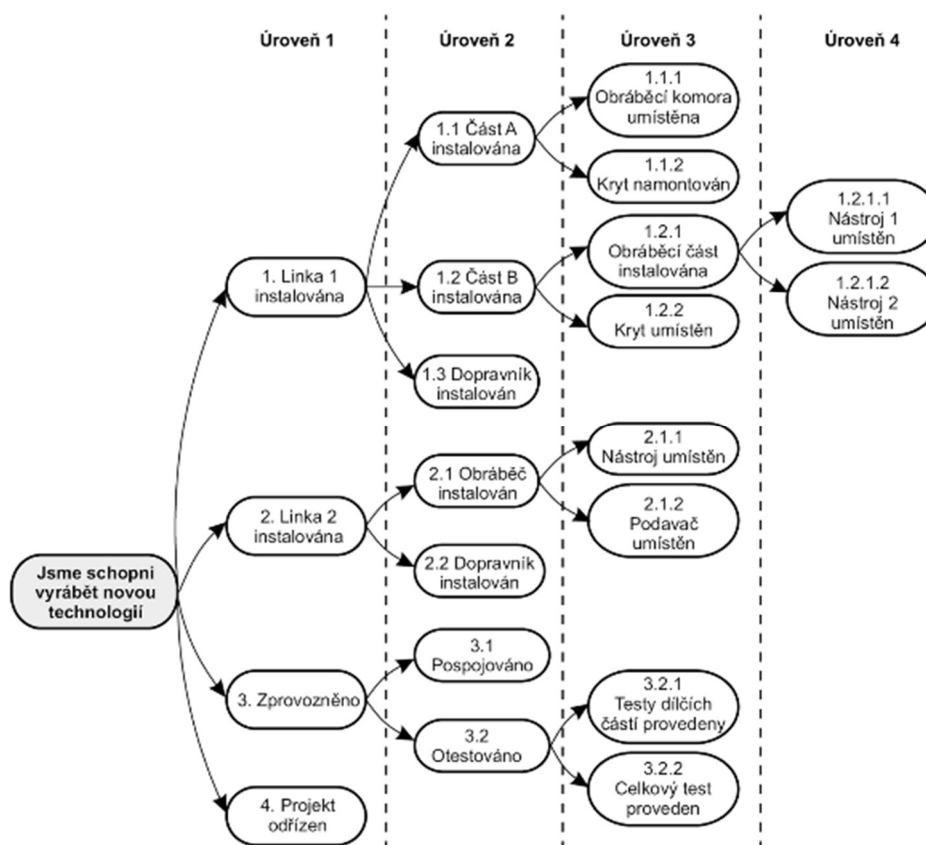 Úroveň 1
Úroveň 2
Úroveň 3
Úroveň 4
Jsme schopni
vyrábět novou
technologií
1. Linka 1
instalována
1.1 Část A
instalována
1.1.1
Obráběcí komora
umístěna
1.1.2
Kryt namontován
1.2 Část B
instalována
1.2.1
Obráběcí část
instalována
1.2.1.1
Nástroj 1
umístěn
1.2.1.2
Nástroj 2
umístěn
1.2.2
Kryt umístěn
1.3 Dopravník
instalován
2. Linka 2
instalována
2.1 Obráběč
instalován
2.1.1
Nástroj umístěn
2.1.2
Podavač
umístěn
2.2 Dopravník
instalován
3. Zprovozněno
3.1
Pospojováno
3.2
Otestováno
3.2.1
Testy dílčích
částí provedeny
3.2.2
Celkový test
proveden
4. Projekt
odřízen